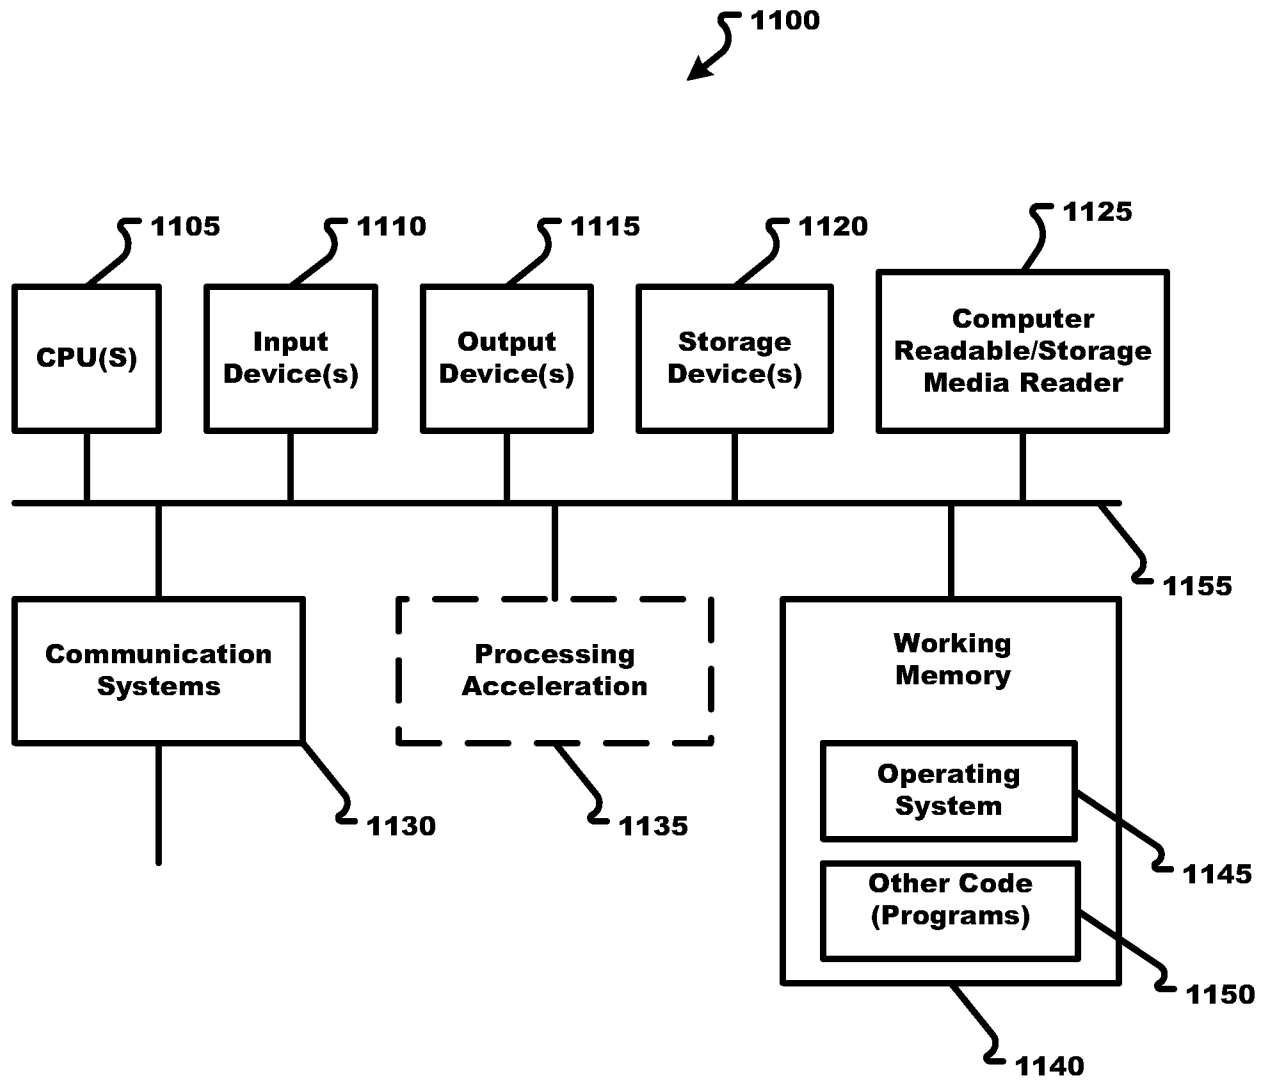 1100
1105
1110
1115
1120
1125
CPU(S)
Input
Device(s)
Output
Device(s)
Storage
Device(s)
Computer
Readable/Storage
Media Reader
1155
Communication
Systems
Processing
Acceleration
Working
Memory
Operating
System
Other Code
(Programs)
1130
1135
1145
1150
1140